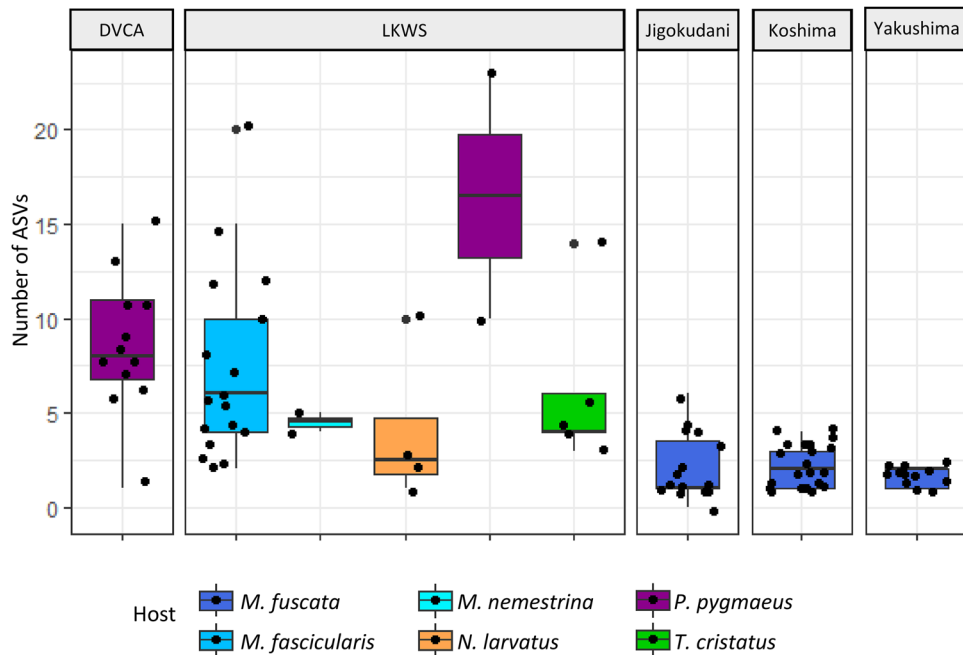 DVCA LKWS Jigokudani Koshima Yakushima
Number of ASVs
20
15
10
5
0
Host
M. fuscata M. nemestrina P. pygmaeus
M. fascicularis N. larvatus T. cristatus